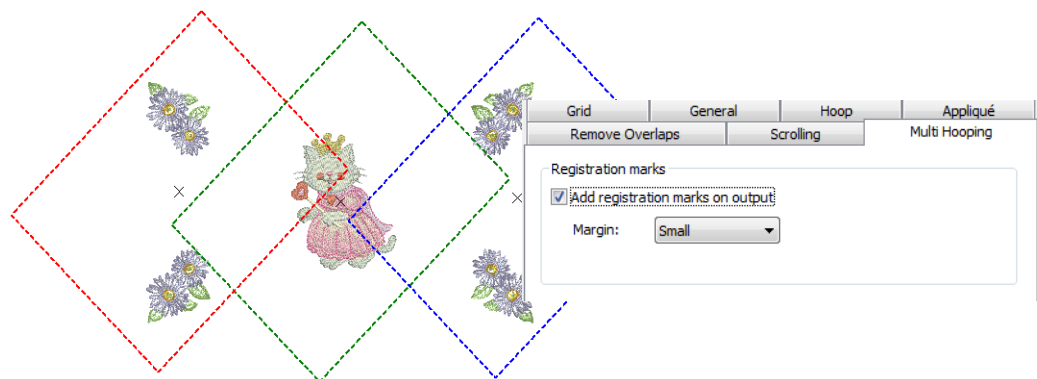 Grid General Hoop Appliqué
Remove Overlaps Scrolling Multi Hooping
Registration marks
Add registration marks on output
Margin: Small